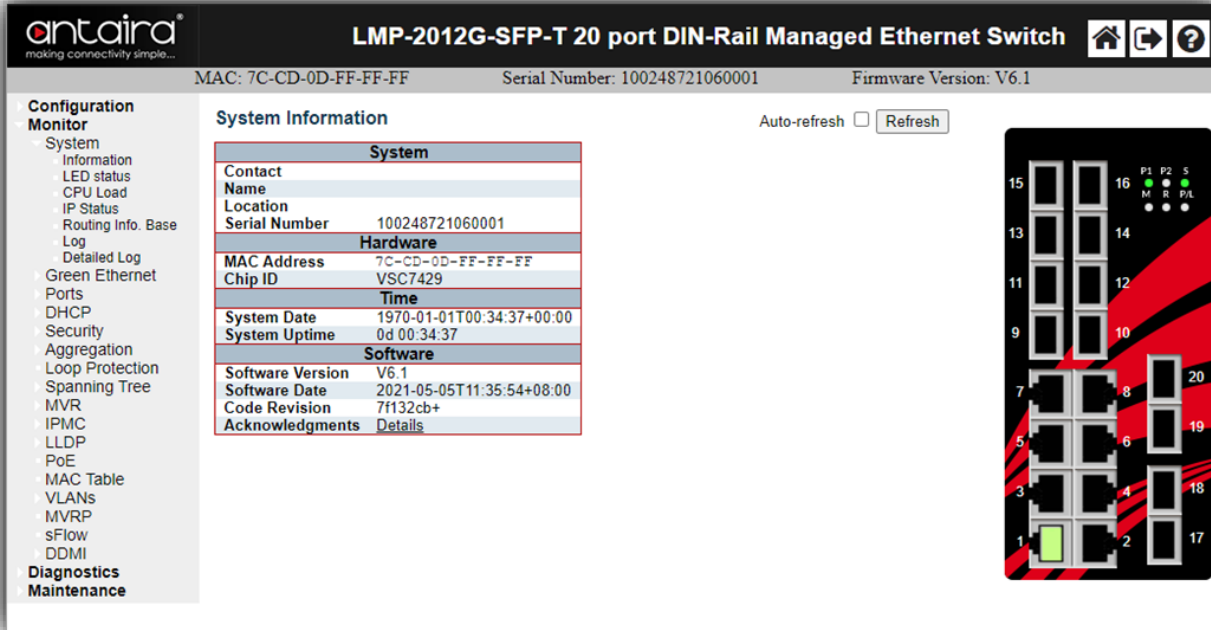 antaira®
making connectivity simple...
LMP-2012G-SFP-T 20 port DIN-Rail Managed Ethernet Switch
MAC: 7C-CD-0D-FF-FF-FF Serial Number: 100248721060001 Firmware Version: V6.1
Configuration
Monitor
System
Information
LED status
CPU Load
IP Status
Routing Info. Base
Log
Detailed Log
Green Ethernet
Ports
DHCP
Security
Aggregation
Loop Protection
Spanning Tree
MVR
IPMC
LLDP
PoE
MAC Table
VLANs
MVRP
sFlow
DDMI
Diagnostics
Maintenance
System Information
Auto-refresh Refresh
System
Contact
Name
Location
Serial Number 100248721060001
Hardware
MAC Address 7C-CD-0D-FF-FF-FF
Chip ID VSC7429
Time
System Date 1970-01-01T00:34:37+00:00
System Uptime 0d 00:34:37
Software
Software Version V6.1
Software Date 2021-05-05T11:35:54+08:00
Code Revision 7f132cb+
Acknowledgments Details
P1 P2 S
15 16
M R P/L
13 14
11 12
9 10
20
7 8
19
5 6
3 4 18
1 2 17